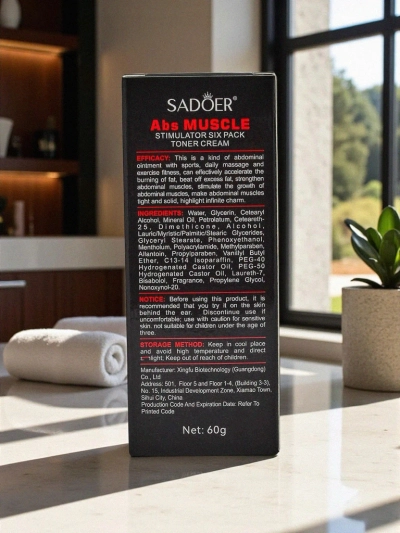 SADOER®
Abs MUSCLE
STIMULATOR SIX PACK
TONER CREAM
EFFICACY: This is a kind of abdominal
ointment with sports, daily massage and
exercise fitness, can effectively accelerate the
burning of fat, beat off excess fat, strengthen
abdominal muscles, stimulate the growth of
abdominal muscles, make abdominal muscles
tight and solid, highlight infinite charm.
INGREDIENTS: Water, Glycerin, Cetearyl
Alcohol, Mineral Oil, Petrolatum, Ceteareth-
25, Dimethicone, Alcohol,
Lauric/Myristic/Palmitic/Stearic Glycerides,
Glyceryl Stearate, Phenoxyethanol,
Mentholum, Polyacrylamide, Methylparaben,
Allantoin, Propylparaben, Vanillyl Butyl
Ether, C13-14 Isoparaffin, PEG-40
Hydrogenated Castor Oil, PEG-50
Hydrogenated Castor Oil, Laureth-7,
Bisabolol, Fragrance, Propylene Glycol,
Nonoxynol-20.
NOTICE: Before using this product, it is
recommended that you try it on the skin
behind the ear. Discontinue use if
uncomfortable; use with caution for sensitive
skin. not suitable for children under the age of
three.
STORAGE METHOD: Keep in cool place
and avoid high temperature and direct
Keep out of reach of children.
Manufacturer: Xingfu Biotechnology (Guangdong)
Co., Ltd
Address: 501, Floor 5 and Floor 1-4, (Building 3-3),
No. 15, Industrial Development Zone, Xiamao Town,
Sihui City, China
Production Code And Expiration Date: Refer To
Printed Code
Net: 60g